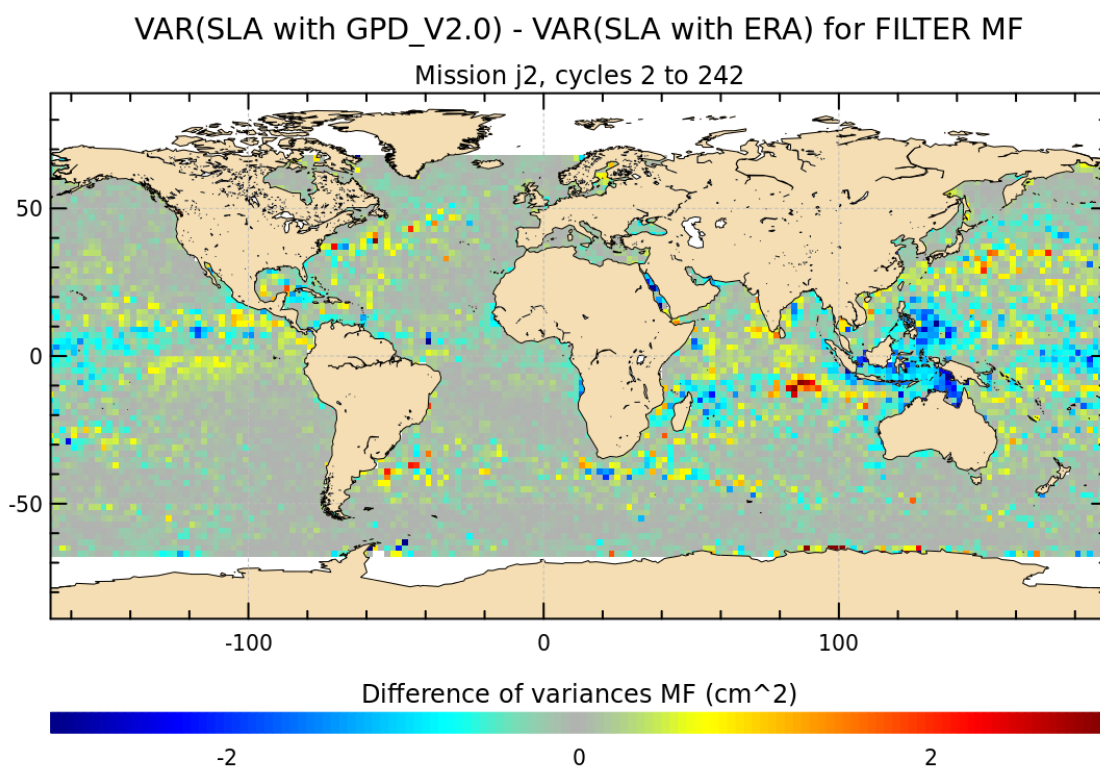 VAR(SLA with GPD_V2.0) - VAR(SLA with ERA) for FILTER MF
Mission j2, cycles 2 to 242
50
0
-50
-100 0 100
Difference of variances MF (cm^2)
-2 0 2